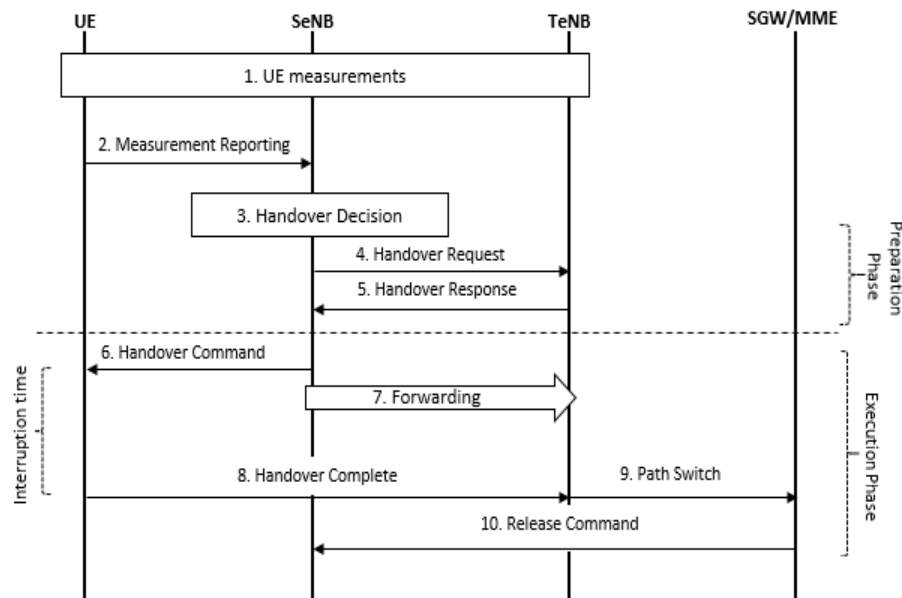 UE SeNB TeNB SGW/MME
1. UE measurements
2. Measurement Reporting
3. Handover Decision
4. Handover Request
5. Handover Response
Preparation
Phase
6. Handover Command
7. Forwarding
Interruption time
8. Handover Complete
9. Path Switch
10. Release Command
Execution Phase